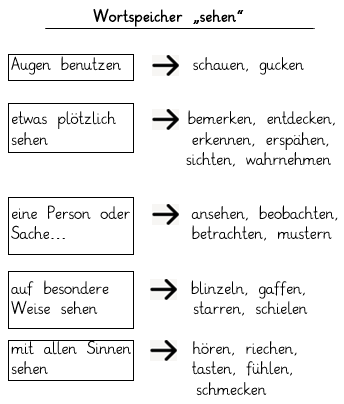 Wortspeicher „sehen“
Augen benutzen → schauen, gucken
etwas plötzlich → bemerken, entdecken,
sehen erkennen, erspähen,
sichten, wahrnehmen
eine Person oder → ansehen, beobachten,
Sache... betrachten, mustern
auf besondere → blinzeln, gaffen,
Weise sehen starren, schielen
mit allen Sinnen → hören, riechen,
sehen tasten, fühlen,
schmecken